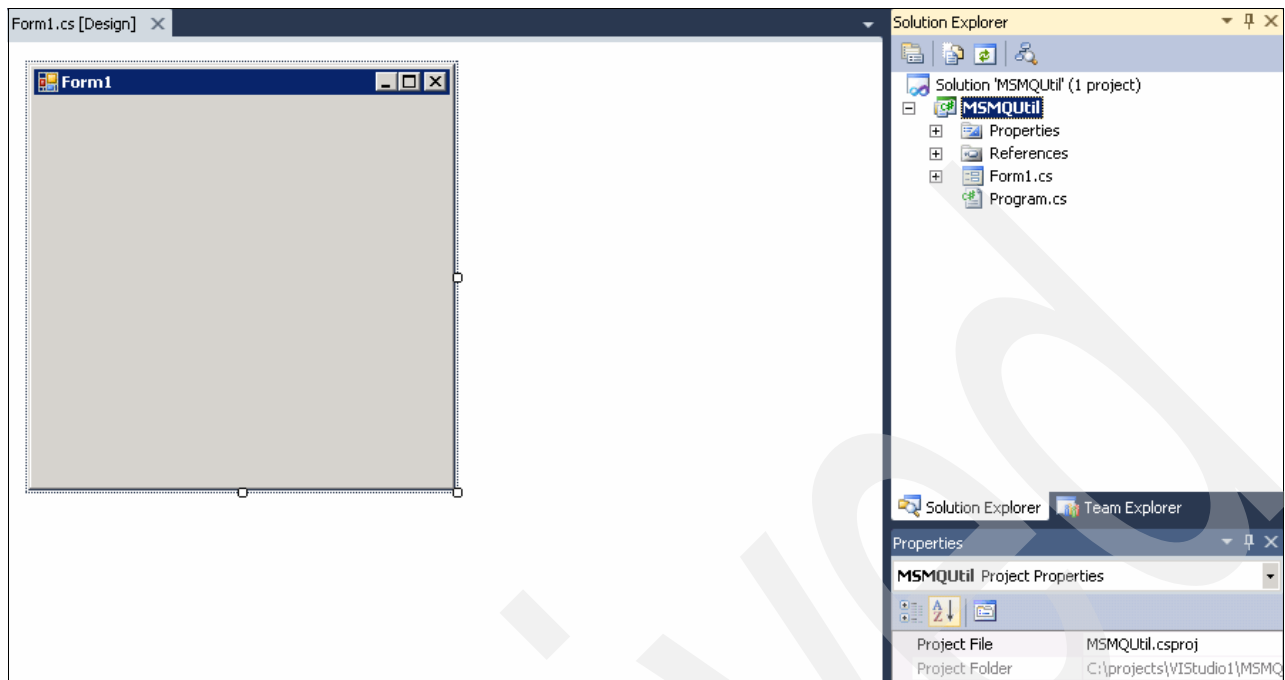 Form1.cs [Design]
Form1
Solution Explorer
Solution 'MSMQUtil' (1 project)
MSMQUtil
Properties
References
Form1.cs
Program.cs
Solution Explorer
Team Explorer
Properties
MSMQUtil Project Properties
Project File MSMQUtil.csproj
Project Folder C:\projects\VIStudio1\MSMQ